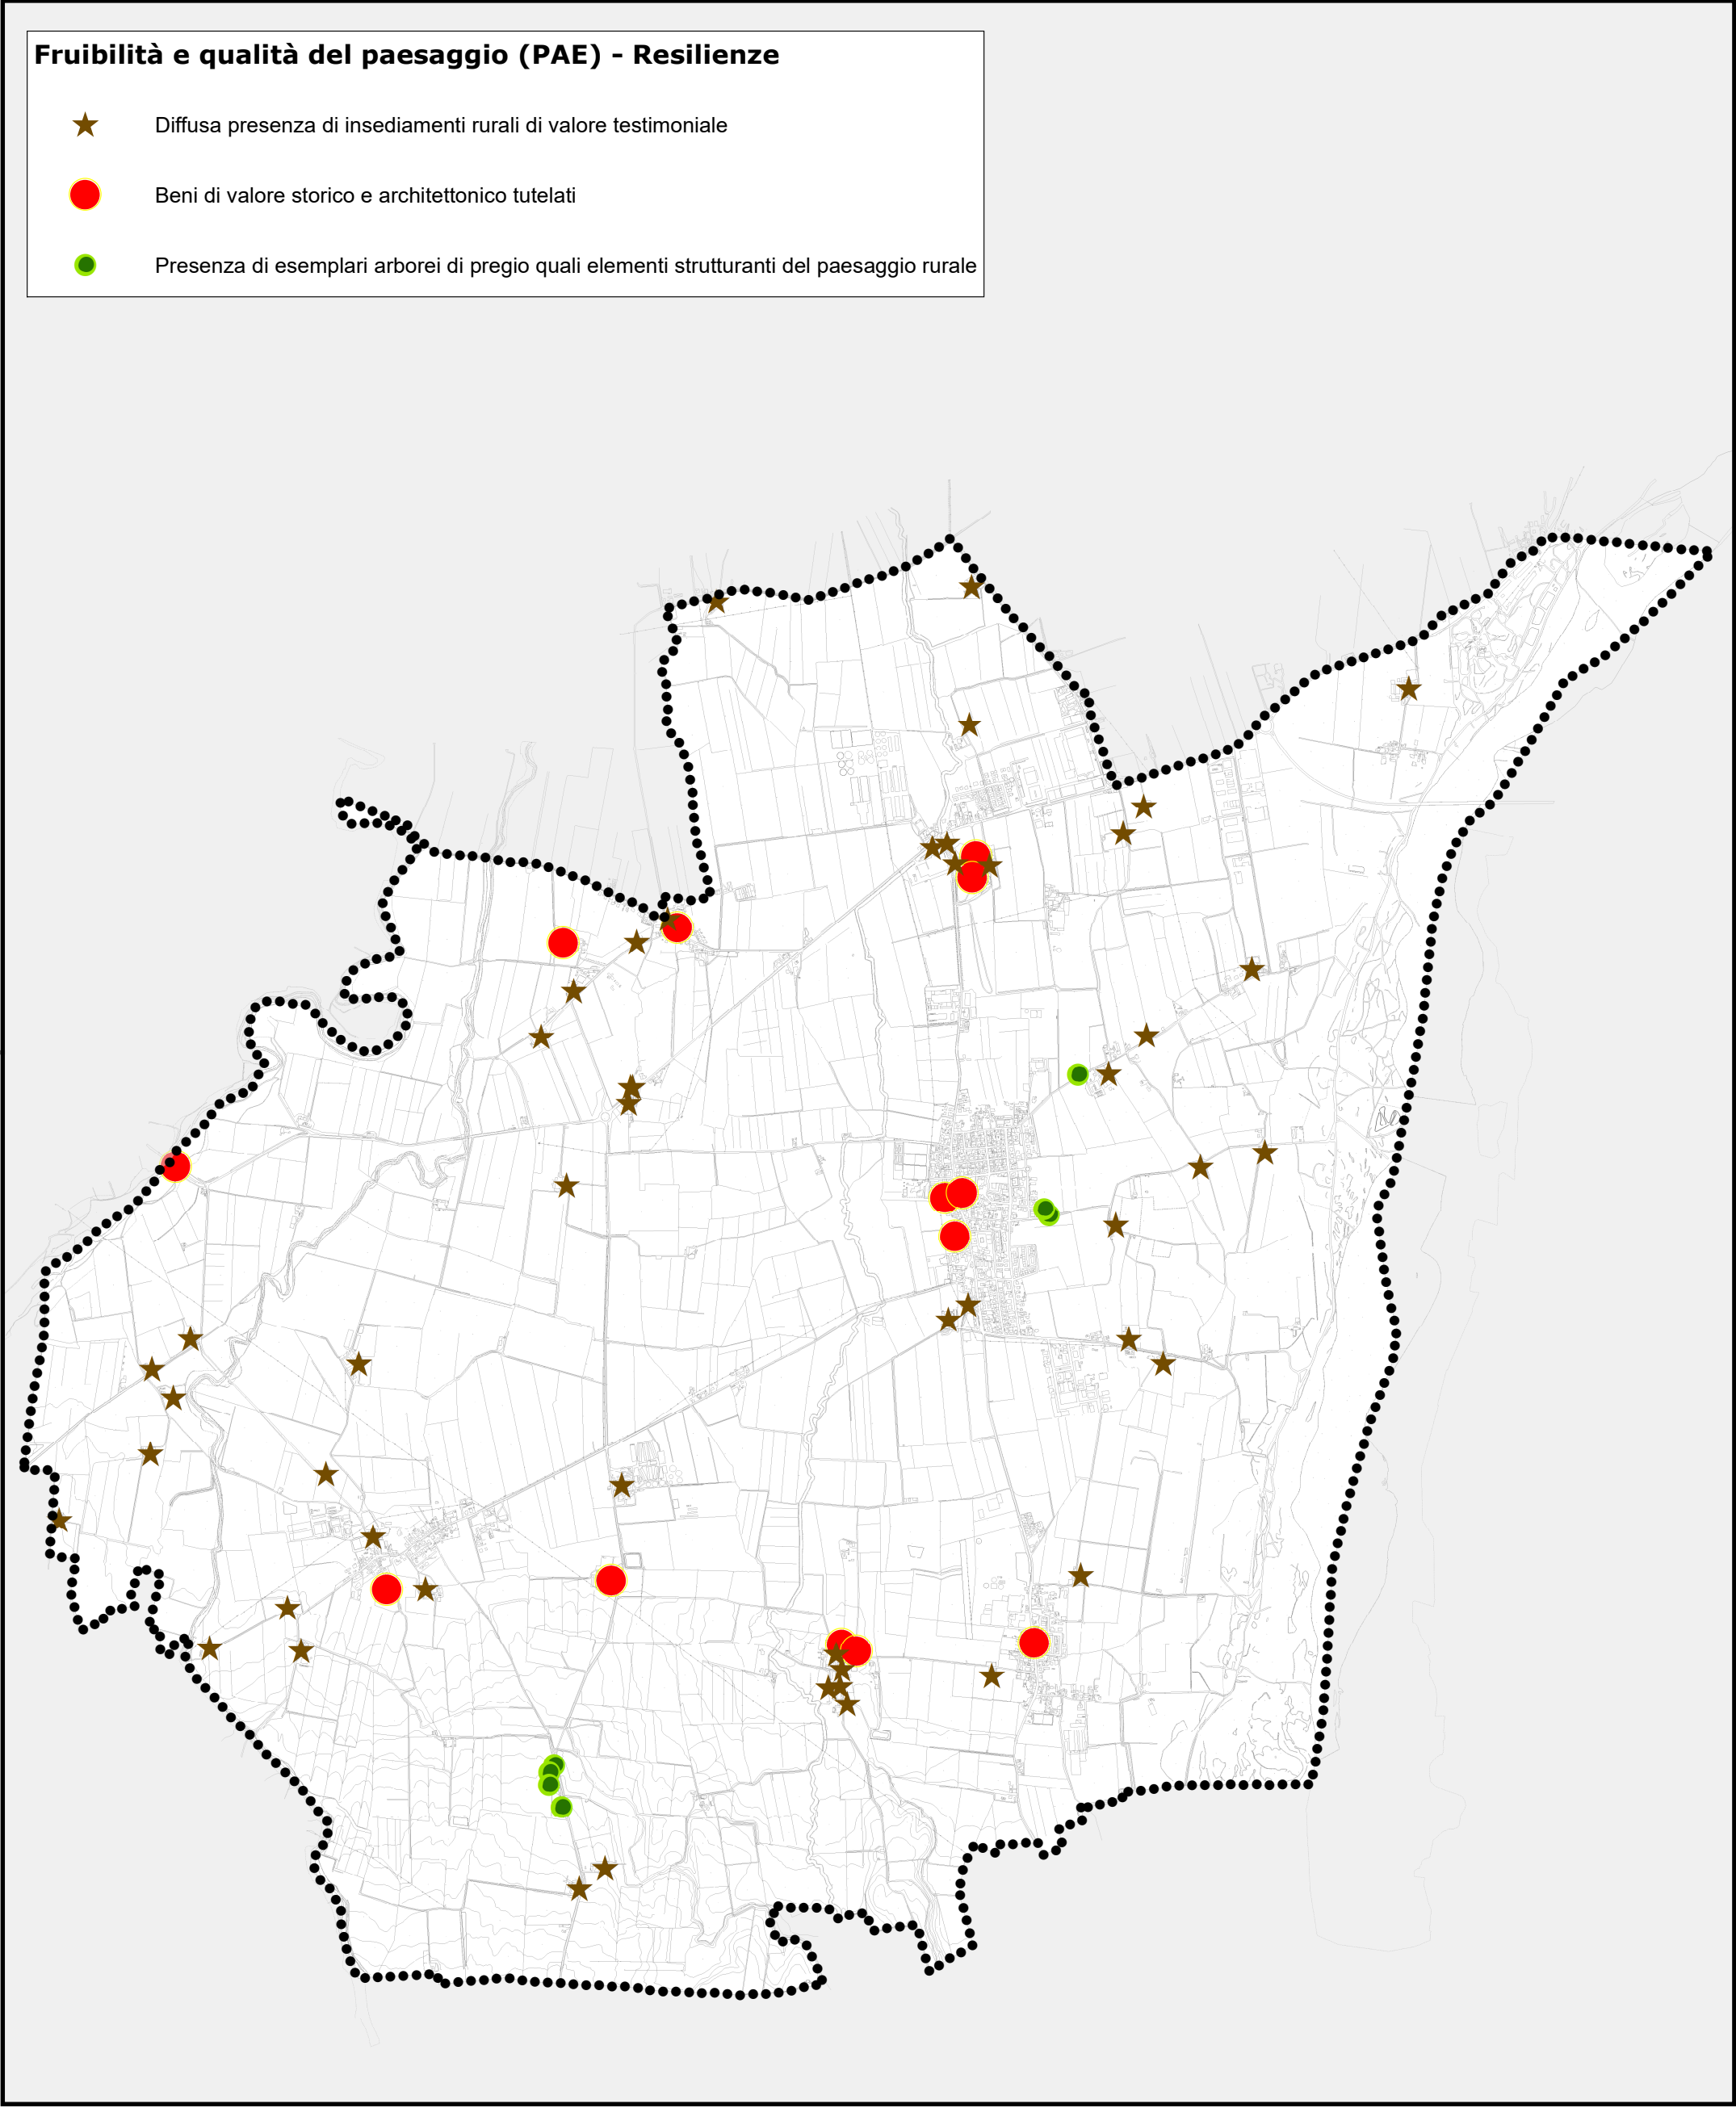 Fruibilità e qualità del paesaggio (PAE) - Resilienze
Diffusa presenza di insediamenti rurali di valore testimoniale
Beni di valore storico e architettonico tutelati
Presenza di esemplari arborei di pregio quali elementi strutturanti del paesaggio rurale